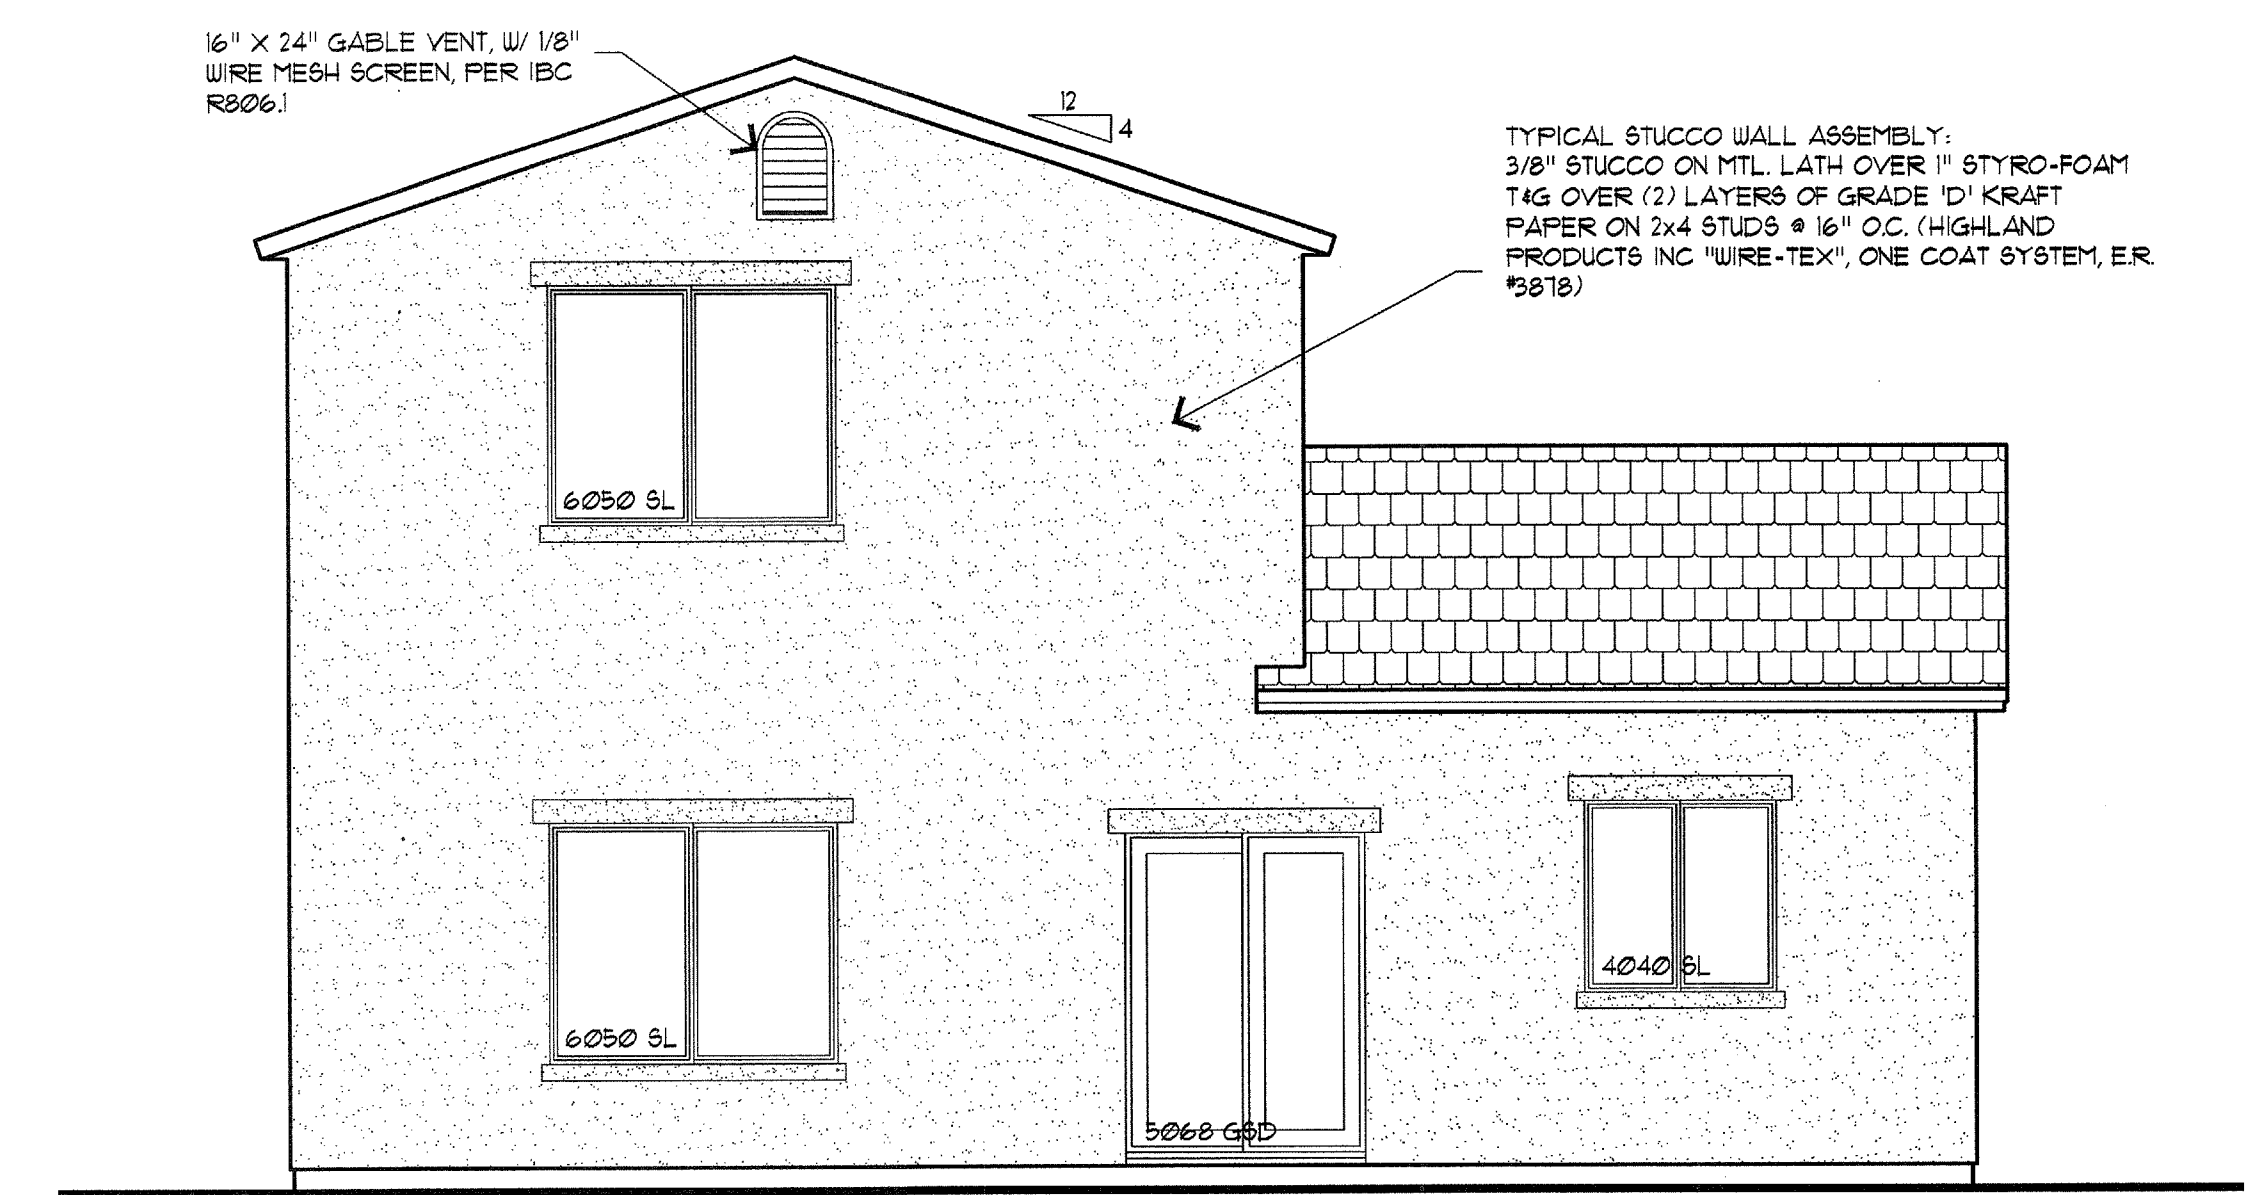 16" X 24" GABLE VENT, W/ 1/8"
WIRE MESH SCREEN, PER IBC
R806.1
12
4
TYPICAL STUCCO WALL ASSEMBLY:
3/8" STUCCO ON MTL. LATH OVER 1" STYRO-FOAM
T&G OVER (2) LAYERS OF GRADE 'D' KRAFT
PAPER ON 2x4 STUDS @ 16" O.C. (HIGHLAND
PRODUCTS INC "WIRE-TEX", ONE COAT SYSTEM, E.R.
#3878)
6050 SL
4040 SL
6050 SL
5068 GSD